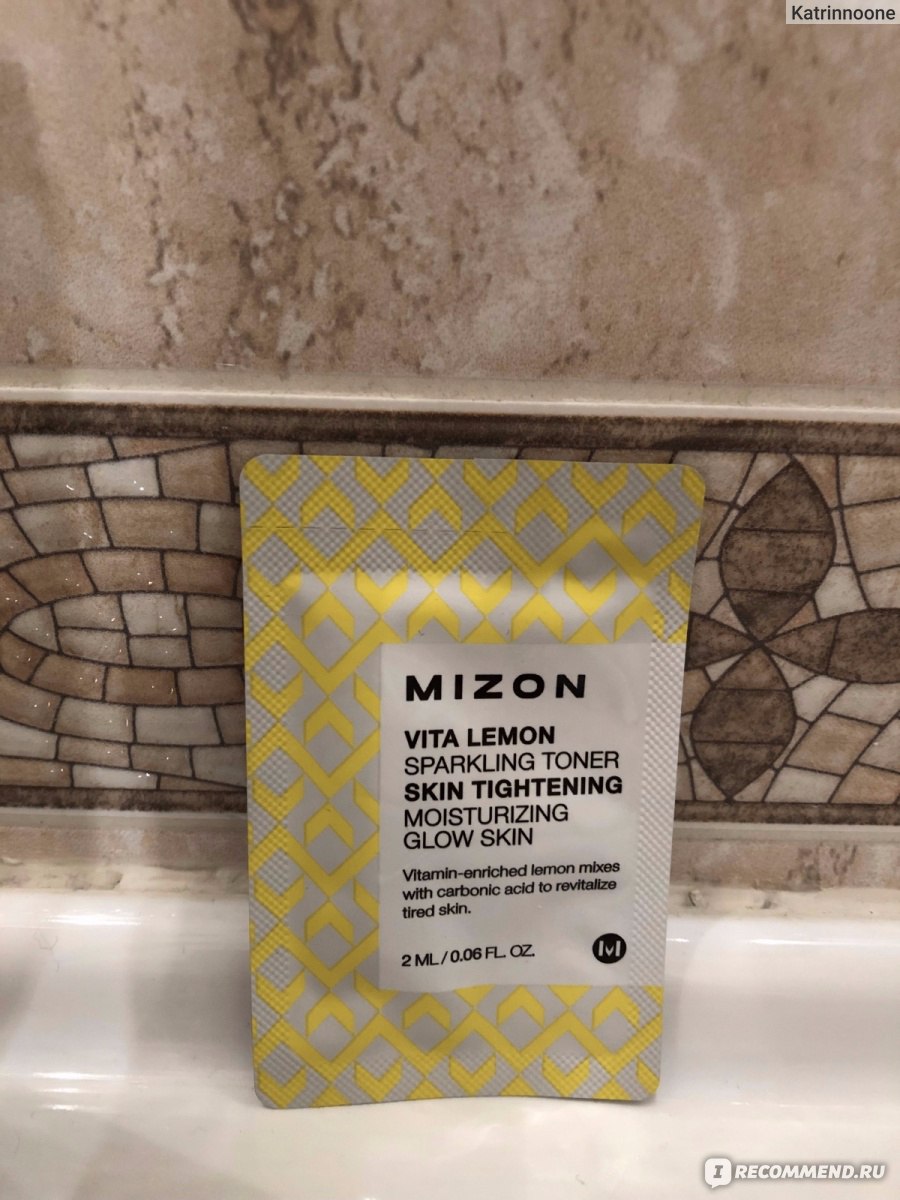 Katrinnoone
MIZON
VITA LEMON
SPARKLING TONER
SKIN TIGHTENING
MOISTURIZING
GLOW SKIN
Vitamin-enriched lemon mixes
with carbonic acid to revitalize
tired skin.
2 ML / 0.06 FL. OZ.
M
I RECOMMEND.RU